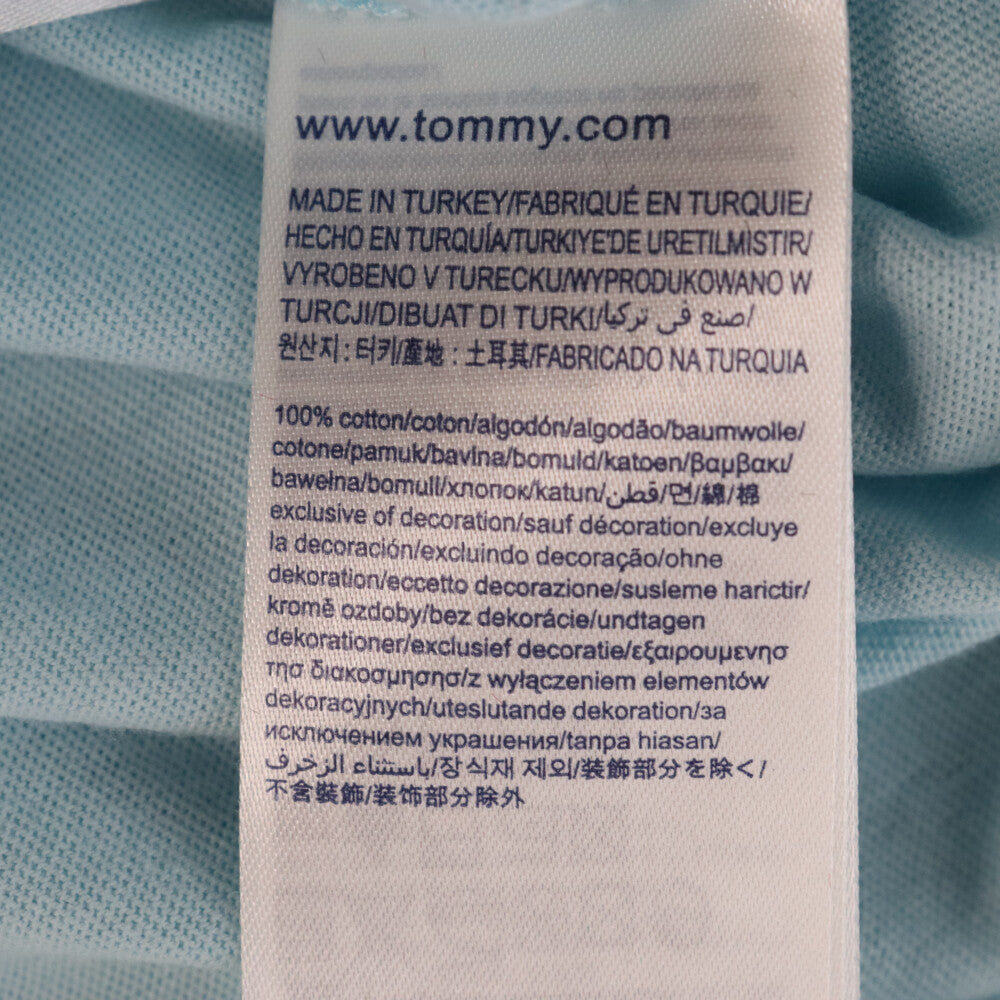 www.tommy.com
MADE IN TURKEY/FABRIQUÉ EN TURQUIE/
HECHO EN TURQUÍA/TURKIYE'DE URETILMISTIR/
VYROBENO V TURECKU/WYPRODUKOWANO W
TURCJI/DIBUAT DI TURKI/صنع في تركيا/
원산지 : 터키/產地 : 土耳其/FABRICADO NA TURQUIA
100% cotton/coton/algodón/algodão/baumwolle/
cotone/pamuk/bavlna/bomuld/katoen/βαμβακι/
bawełna/bomull/хлопок/katun/قطن/면/綿/棉
exclusive of decoration/sauf décoration/excluye
la decoración/excluindo decoração/ohne
dekoration/eccetto decorazione/susleme harictir/
kromě ozdoby/bez dekorácie/undtagen
dekorationer/exclusief decoratie/εξαιρουμενησ
τησ διακοσμησησ/z wyłączeniem elementów
dekoracyjnych/uteslutande dekoration/за
исключением украшения/tanpa hiasan/
باستثناء الزخرف/장식재 제외/装飾部分を除く/
不含裝飾/装饰部分除外